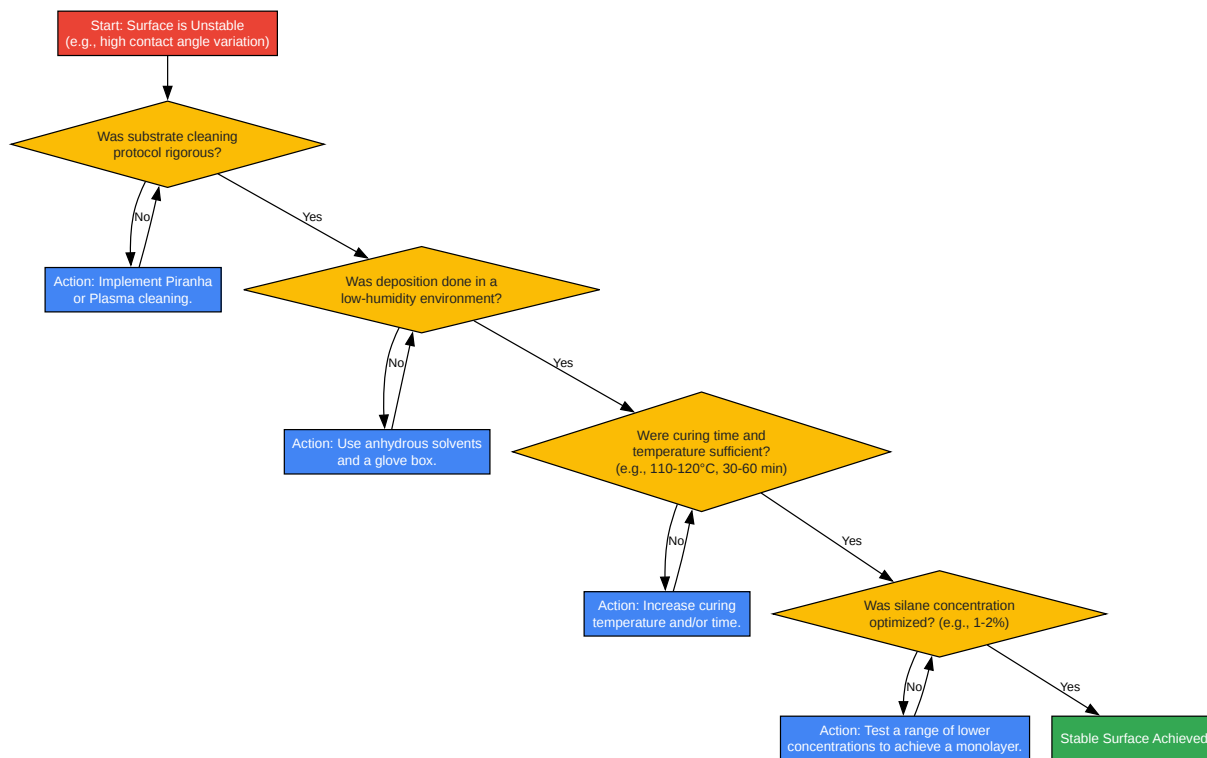 Start: Surface is Unstable
(e.g., high contact angle variation)
Was substrate cleaning
protocol rigorous?
No
Yes
Action: Implement Piranha
or Plasma cleaning.
Was deposition done in a
low-humidity environment?
No
Yes
Action: Use anhydrous solvents
and a glove box.
Were curing time and
temperature sufficient?
(e.g., 110-120°C, 30-60 min)
No
Yes
Action: Increase curing
temperature and/or time.
Was silane concentration
optimized? (e.g., 1-2%)
No
Yes
Action: Test a range of lower
concentrations to achieve a monolayer.
Stable Surface Achieved